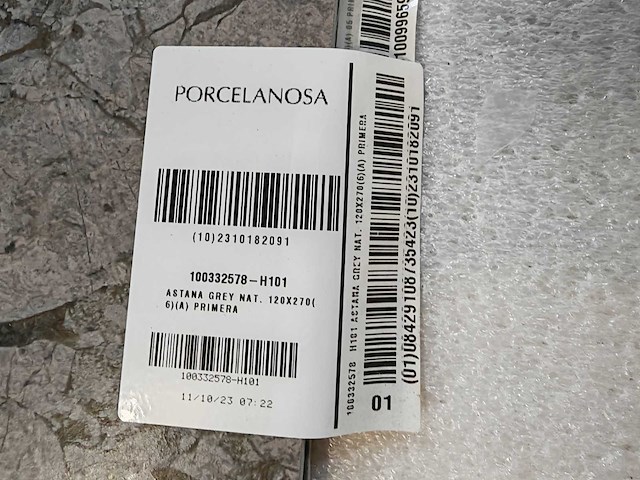 PORCELANOSA
(10)2310182091
100332578-H101
ASTANA GREY NAT. 120X270(
6)(A) PRIMERA
100332578-H101
11/10/23 07:22
100332578 H101 ASTANA GREY NAT. 120X270(6)(A) PRIMERA
(01)08429108735423(10)2310182091
01